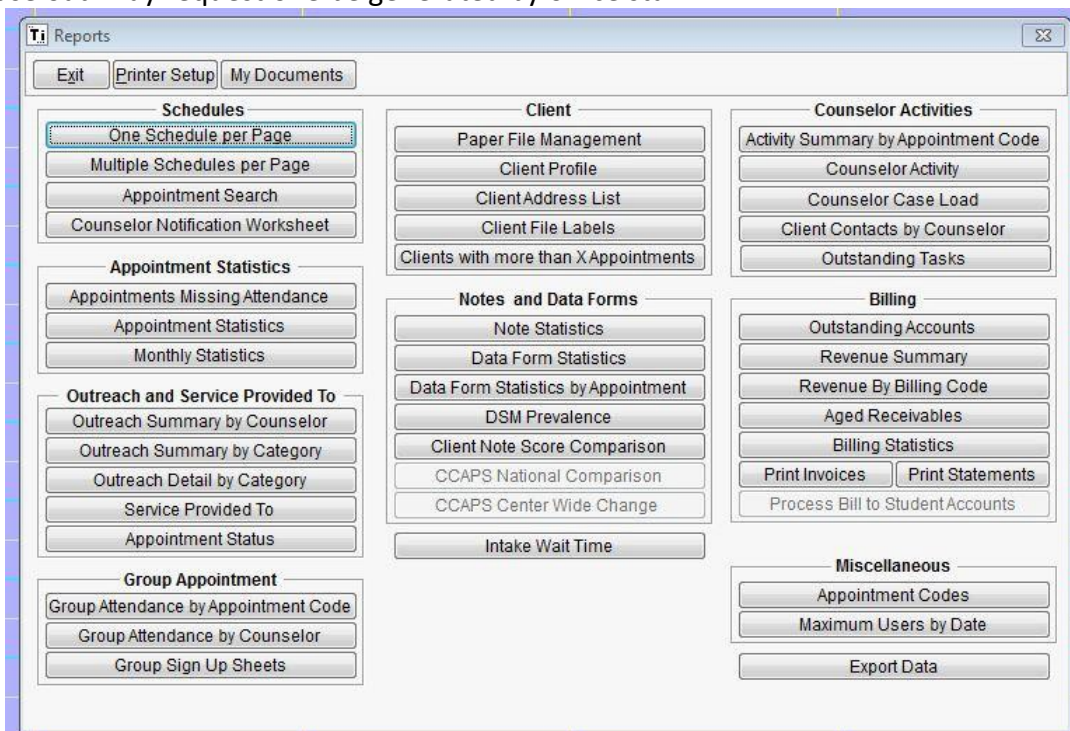 Ti Reports
Exit Printer Setup My Documents
Schedules
One Schedule per Page
Multiple Schedules per Page
Appointment Search
Counselor Notification Worksheet
Appointment Statistics
Appointments Missing Attendance
Appointment Statistics
Monthly Statistics
Outreach and Service Provided To
Outreach Summary by Counselor
Outreach Summary by Category
Outreach Detail by Category
Service Provided To
Appointment Status
Group Appointment
Group Attendance by Appointment Code
Group Attendance by Counselor
Group Sign Up Sheets
Client
Paper File Management
Client Profile
Client Address List
Client File Labels
Clients with more than X Appointments
Notes and Data Forms
Note Statistics
Data Form Statistics
Data Form Statistics by Appointment
DSM Prevalence
Client Note Score Comparison
CCAPS National Comparison
CCAPS Center Wide Change
Intake Wait Time
Counselor Activities
Activity Summary by Appointment Code
Counselor Activity
Counselor Case Load
Client Contacts by Counselor
Outstanding Tasks
Billing
Outstanding Accounts
Revenue Summary
Revenue By Billing Code
Aged Receivables
Billing Statistics
Print Invoices Print Statements
Process Bill to Student Accounts
Miscellaneous
Appointment Codes
Maximum Users by Date
Export Data